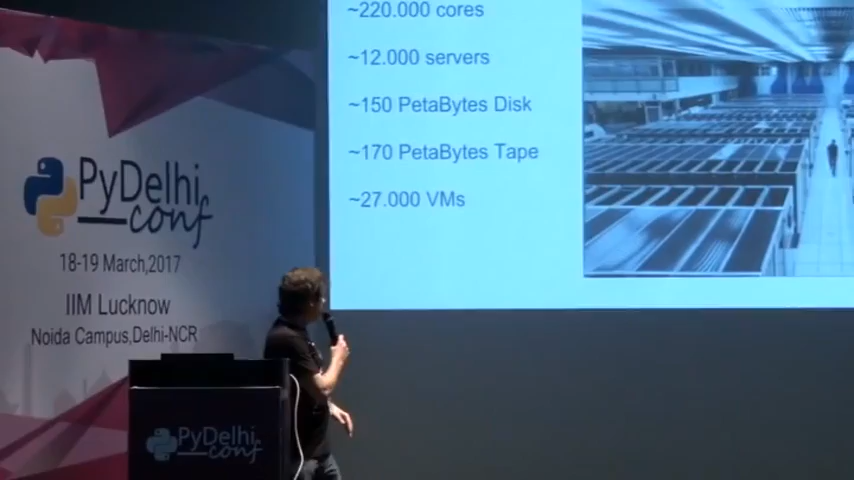 ~220.000 cores
~12.000 servers
~150 PetaBytes Disk
~170 PetaBytes Tape
~27.000 VMs
PyDelhi
conf
18-19 March,2017
IIM Lucknow
Noida Campus,Delhi-NCR
PyDelhi
conf